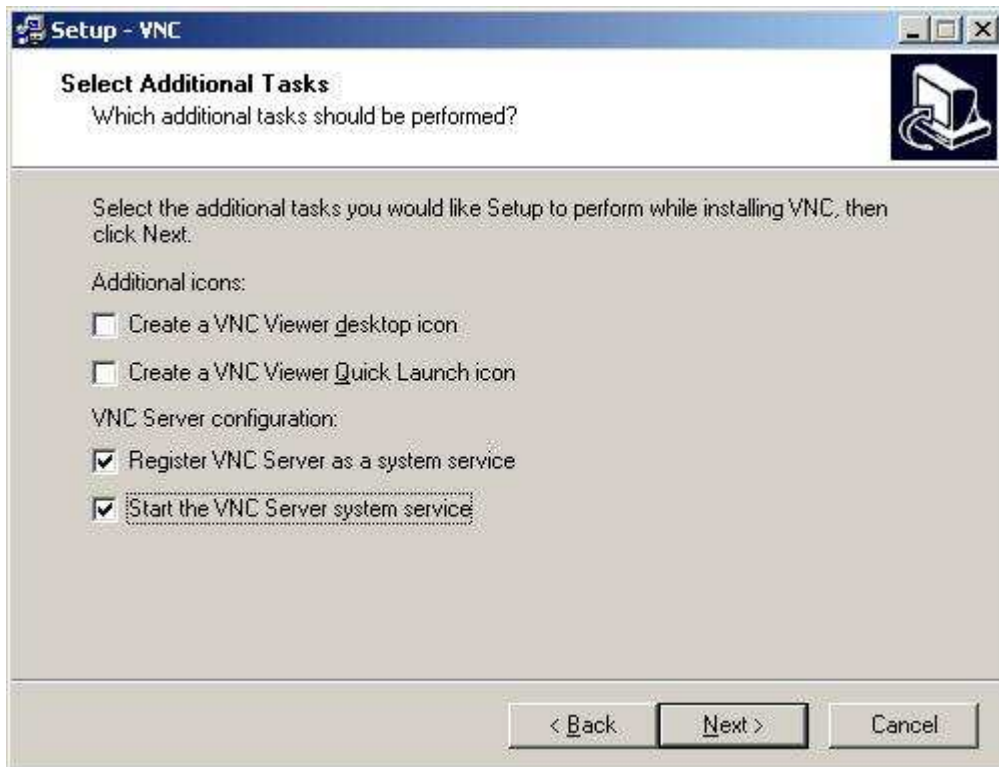 Setup - VNC
Select Additional Tasks
Which additional tasks should be performed?
Select the additional tasks you would like Setup to perform while installing VNC, then
click Next.
Additional icons:
Create a VNC Viewer desktop icon
Create a VNC Viewer Quick Launch icon
VNC Server configuration:
Register VNC Server as a system service
Start the VNC Server system service
< Back Next > Cancel